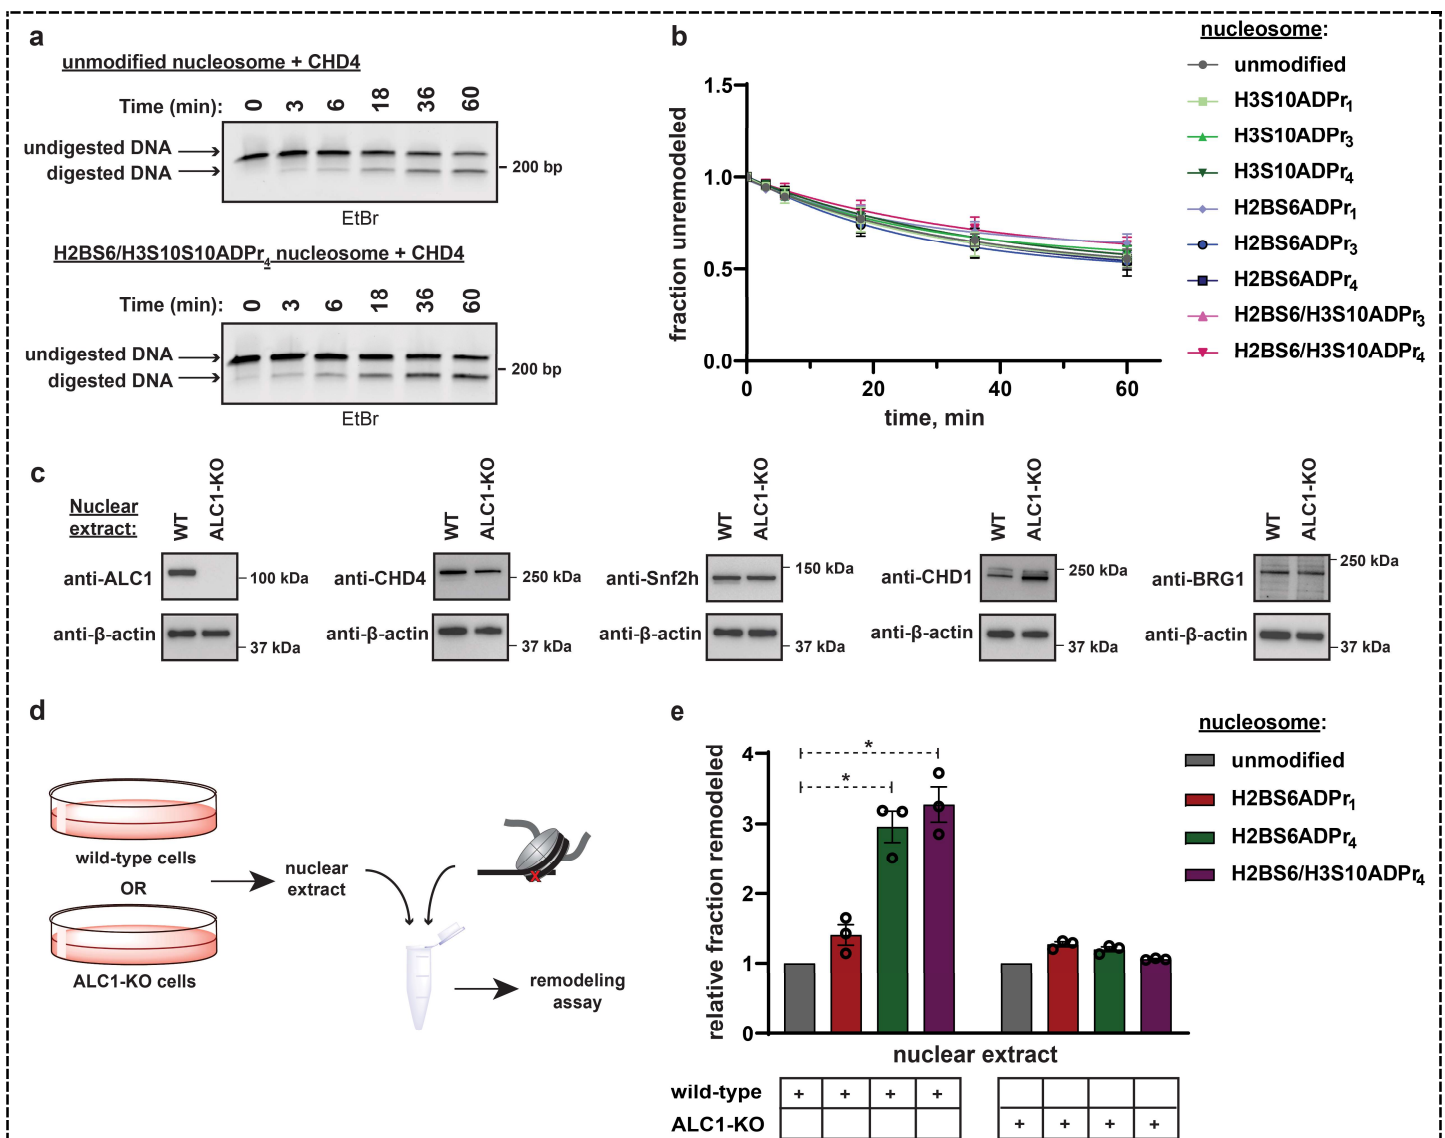 a
unmodified nucleosome + CHD4
Time (min): 0 3 6 18 36 60
undigested DNA
digested DNA
200 bp
EtBr
H2BS6/H3S10S10ADPr4 nucleosome + CHD4
Time (min): 0 3 6 18 36 60
undigested DNA
digested DNA
200 bp
EtBr
b
fraction unremodeled
1.5
1.0
0.5
0.0
0 20 40 60
time, min
nucleosome:
unmodified
H3S10ADPr1
H3S10ADPr3
H3S10ADPr4
H2BS6ADPr1
H2BS6ADPr3
H2BS6ADPr4
H2BS6/H3S10ADPr3
H2BS6/H3S10ADPr4
c
Nuclear
extract:
WT ALC1-KO
anti-ALC1
100 kDa
anti-β-actin
37 kDa
WT ALC1-KO
anti-CHD4
250 kDa
anti-β-actin
37 kDa
WT ALC1-KO
anti-Snf2h
150 kDa
anti-β-actin
37 kDa
WT ALC1-KO
anti-CHD1
250 kDa
anti-β-actin
37 kDa
WT ALC1-KO
anti-BRG1
250 kDa
anti-β-actin
37 kDa
d
wild-type cells
OR
ALC1-KO cells
nuclear
extract
x
remodeling
assay
e
relative fraction remodeled
4
3
2
1
0
*
*
nuclear extract
wild-type + + + +
ALC1-KO + + + +
nucleosome:
unmodified
H2BS6ADPr1
H2BS6ADPr4
H2BS6/H3S10ADPr4